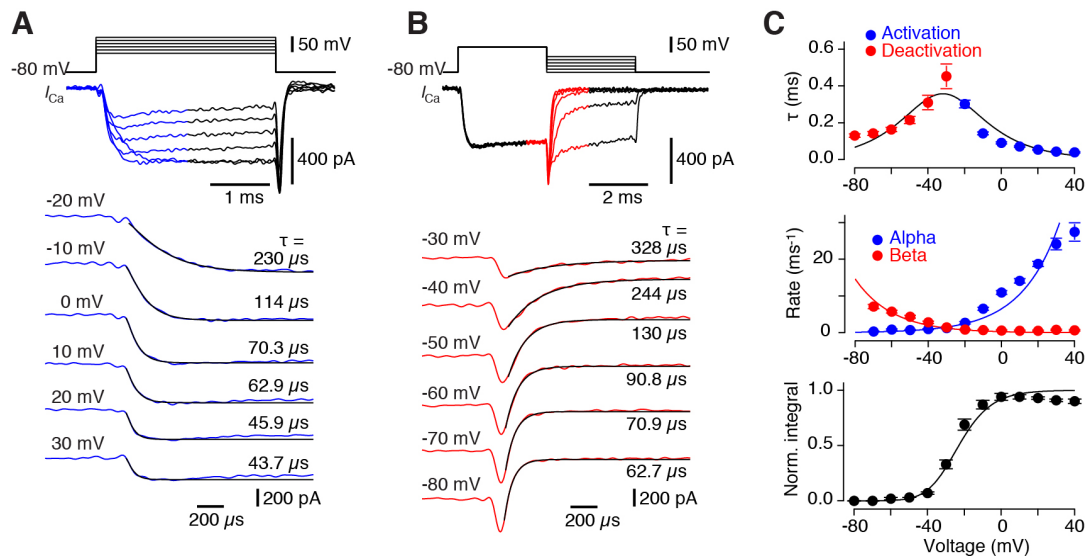 A
50 mV
-80 mV
ICa
400 pA
1 ms
-20 mV
τ =
230 µs
-10 mV
114 µs
0 mV
70.3 µs
10 mV
62.9 µs
20 mV
45.9 µs
30 mV
43.7 µs
200 pA
200 µs
B
50 mV
-80 mV
ICa
400 pA
2 ms
τ =
-30 mV
328 µs
-40 mV
244 µs
-50 mV
130 µs
-60 mV
90.8 µs
-70 mV
70.9 µs
-80 mV
62.7 µs
200 pA
200 µs
C
Activation
Deactivation
τ (ms)
0.6
0.4
0.2
0.0
-80 -40 0 40
Alpha
Beta
Rate (ms-1)
20
0
-80 -40 0 40
Norm. integral
1.0
0.5
0.0
-80 -40 0 40
Voltage (mV)